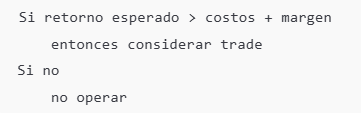 Si retorno esperado > costos + margen
    entonces considerar trade
Si no
    no operar